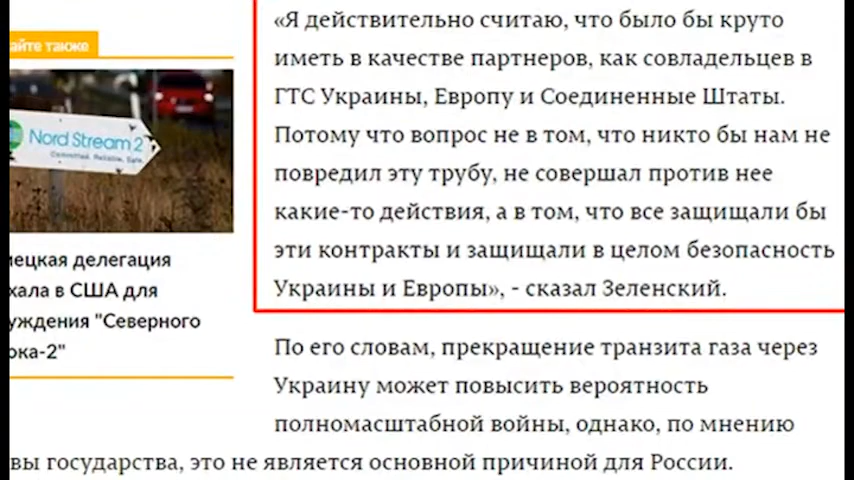 айте также
Nord Stream 2
Committed. Reliable. Safe.
мецкая делегация
хала в США для
уждения "Северного
ока-2"
«Я действительно считаю, что было бы круто
иметь в качестве партнеров, как совладельцев в
ГТС Украины, Европу и Соединенные Штаты.
Потому что вопрос не в том, что никто бы нам не
повредил эту трубу, не совершал против нее
какие-то действия, а в том, что все защищали бы
эти контракты и защищали в целом безопасность
Украины и Европы», - сказал Зеленский.
По его словам, прекращение транзита газа через
Украину может повысить вероятность
полномасштабной войны, однако, по мнению
вы государства, это не является основной причиной для России.